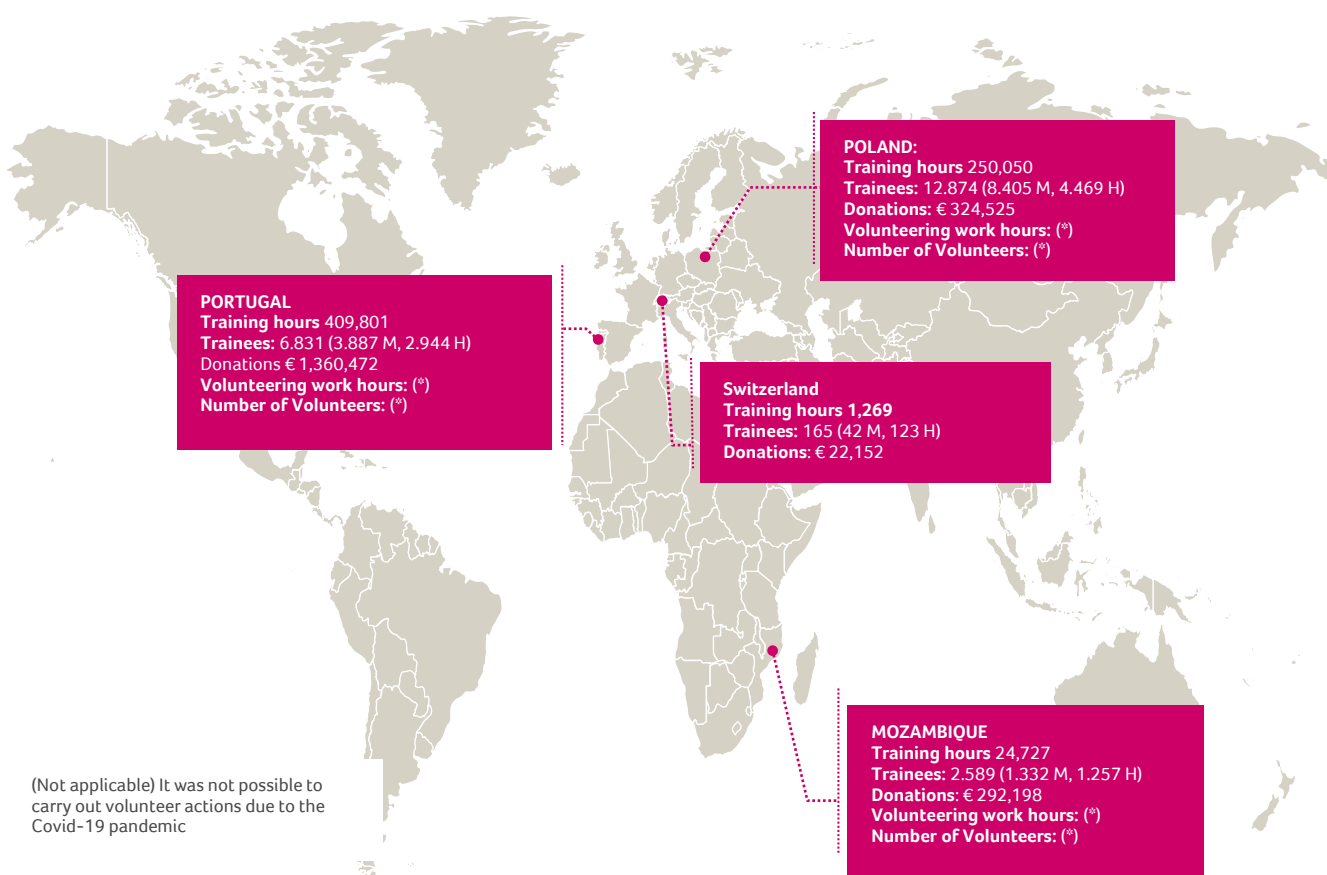 POLAND:
Training hours 250,050
Trainees: 12.874 (8.405 M, 4.469 H)
Donations: € 324,525
Volunteering work hours: (*)
Number of Volunteers: (*)
PORTUGAL
Training hours 409,801
Trainees: 6.831 (3.887 M, 2.944 H)
Donations € 1,360,472
Volunteering work hours: (*)
Number of Volunteers: (*)
Switzerland
Training hours 1,269
Trainees: 165 (42 M, 123 H)
Donations: € 22,152
MOZAMBIQUE
Training hours 24,727
Trainees: 2.589 (1.332 M, 1.257 H)
Donations: € 292,198
Volunteering work hours: (*)
Number of Volunteers: (*)
(Not applicable) It was not possible to
carry out volunteer actions due to the
Covid-19 pandemic